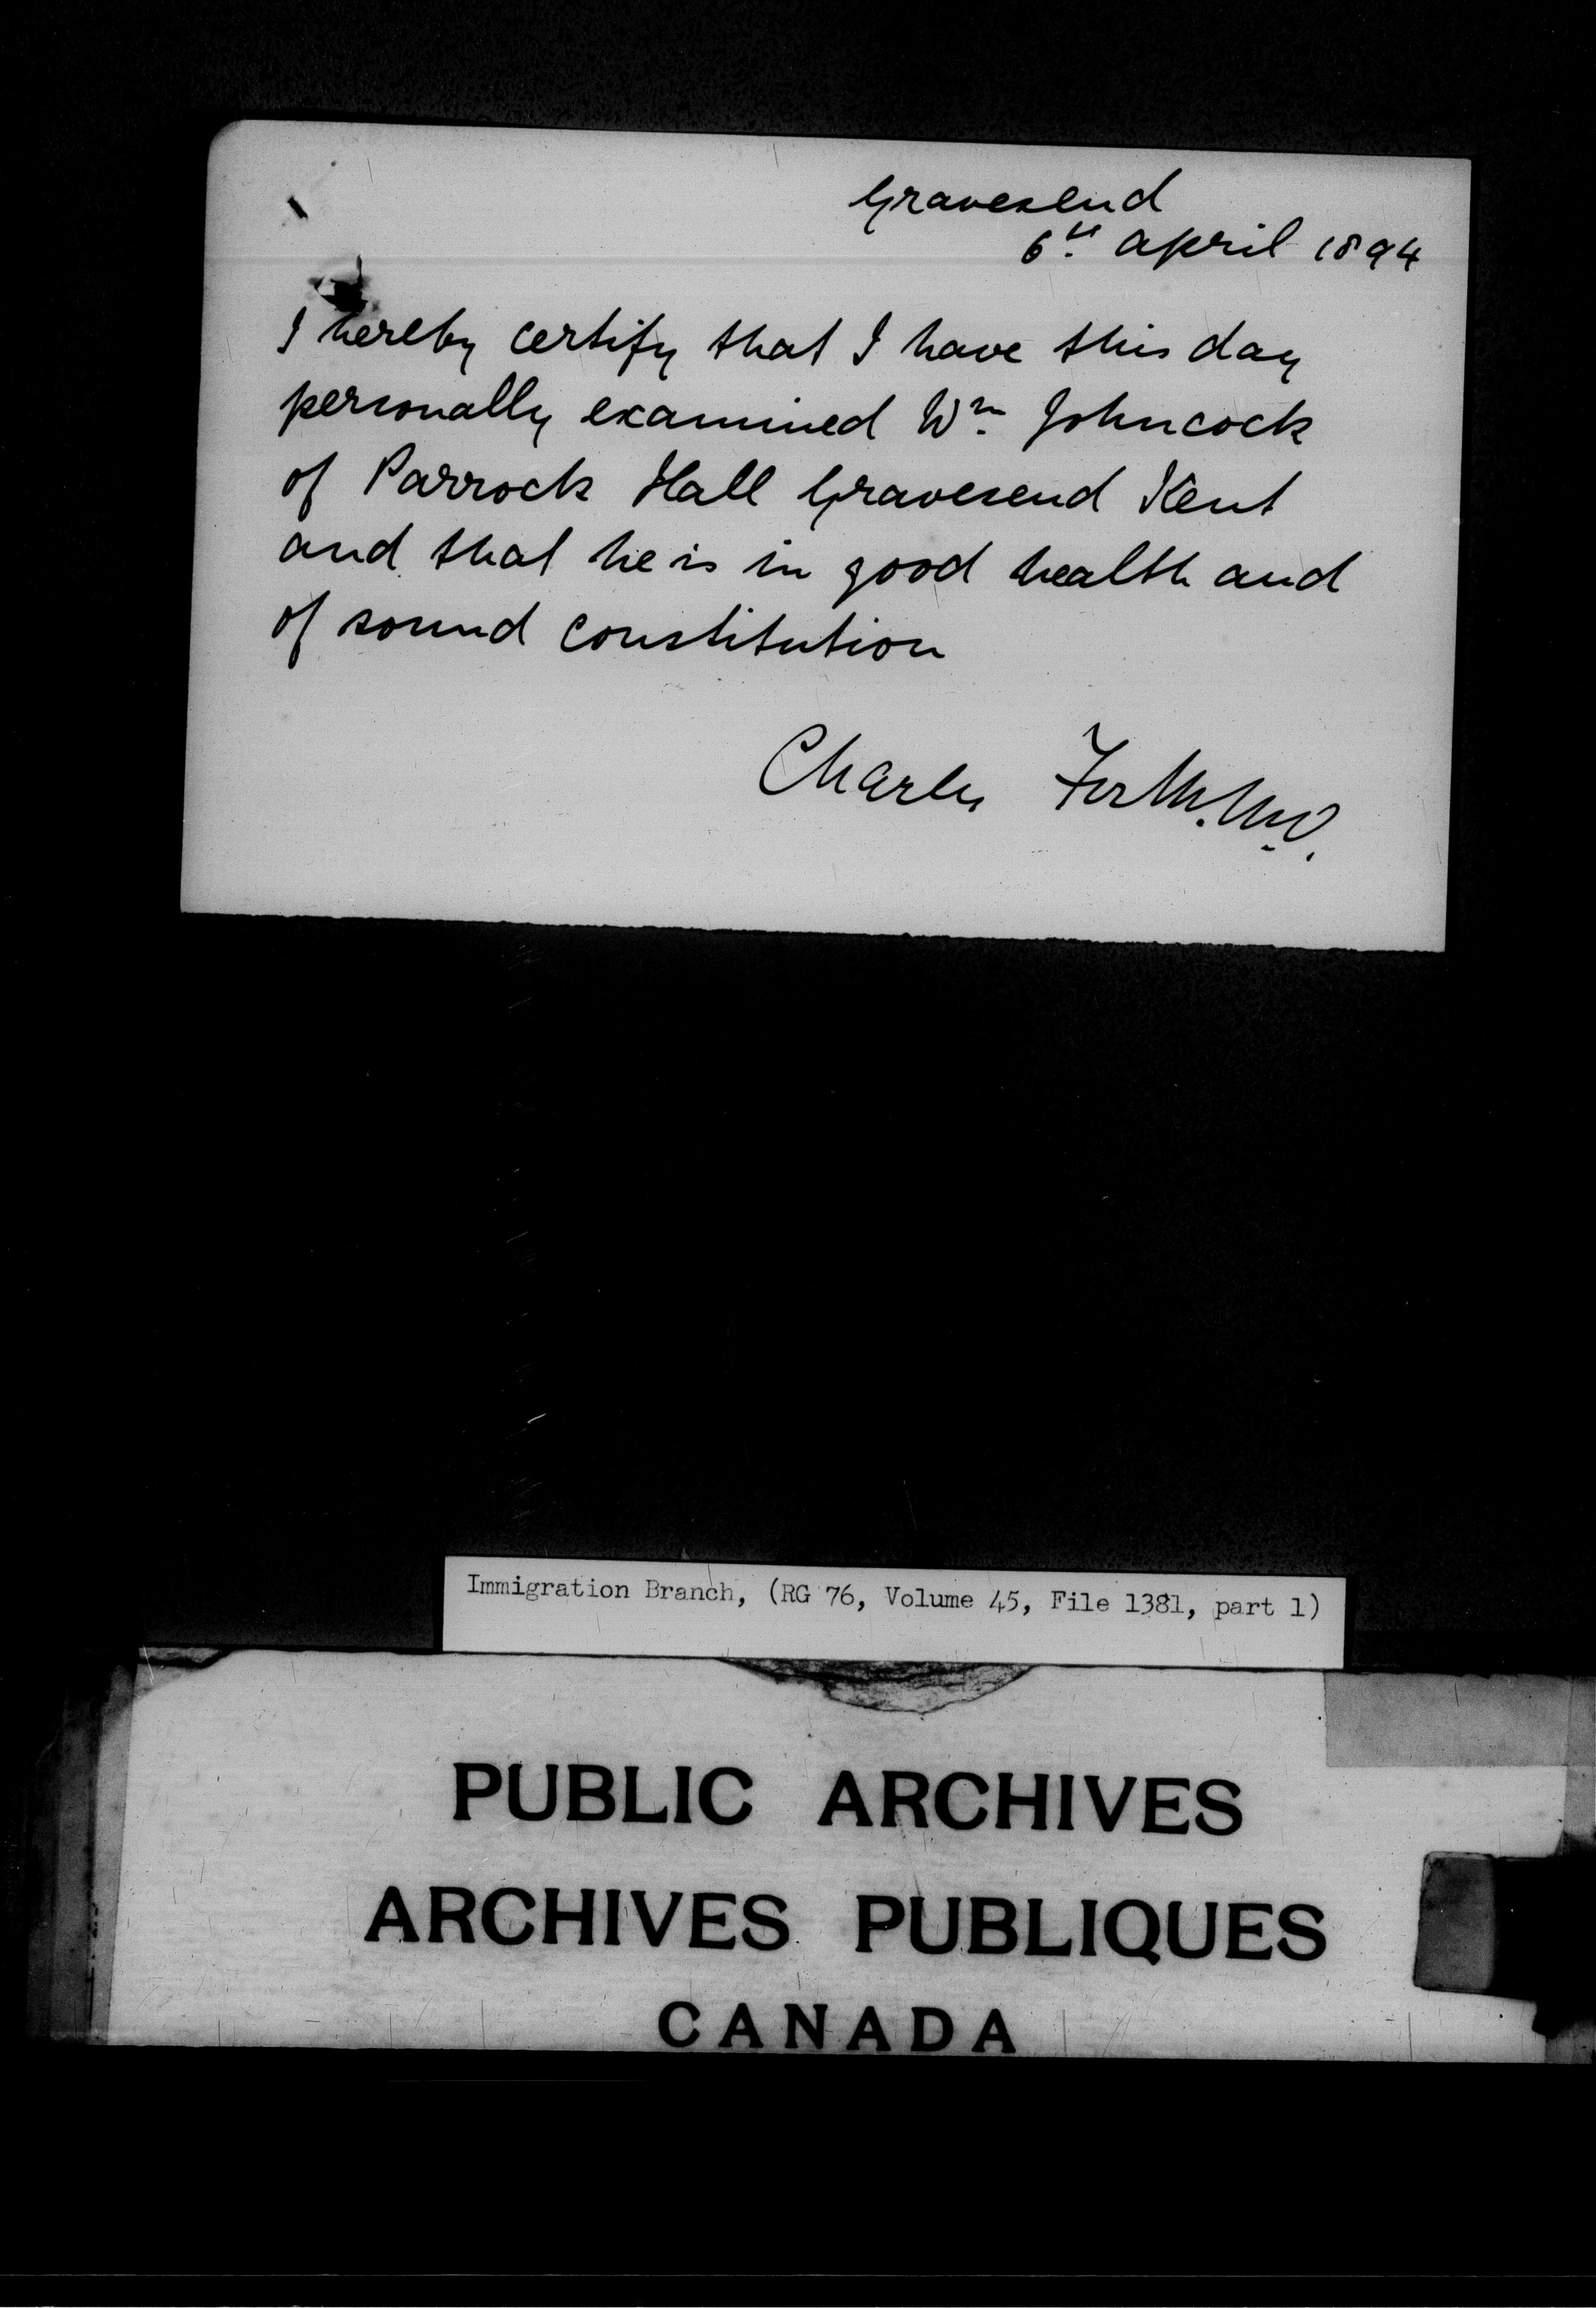 Gravesend
6th April 1894
I hereby certify that I have this day
personally examined Wm Johncock
of Parrock Hall Gravesend Kent
and that he is in good health and
of sound constitution
Charles Firth. M.D.
Immigration Branch, (RG 76, Volume 45, File 1381, part 1)
PUBLIC ARCHIVES
ARCHIVES PUBLIQUES
CANADA